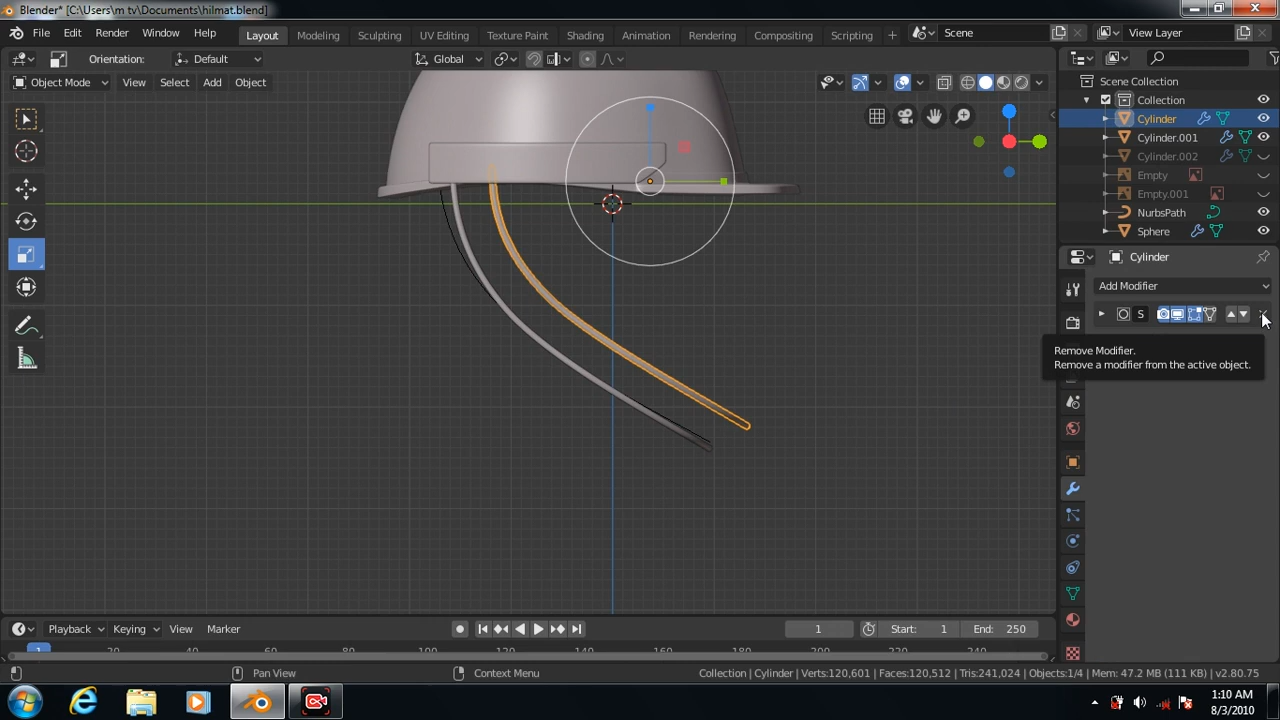 Blender* [C:\Users\m tv\Documents\hilmat.blend]
File Edit Render Window Help Layout Modeling Sculpting UV Editing Texture Paint Shading Animation Rendering Compositing Scripting + Scene View Layer
Orientation: Default Global
Object Mode View Select Add Object
Scene Collection
Collection
Cylinder
Cylinder.001
Cylinder.002
Empty
Empty.001
NurbsPath
Sphere
Cylinder
Add Modifier
S
Remove Modifier.
Remove a modifier from the active object.
Playback Keying View Marker 1 Start: 1 End: 250
1 20 100 120 140 160 180 200 220 240
Pan View Context Menu Collection | Cylinder | Verts:120,601 | Faces:120,512 | Tris:241,024 | Objects:1/4 | Mem: 47.2 MB (111 KB) | v2.80.75
1:10 AM
8/3/2010